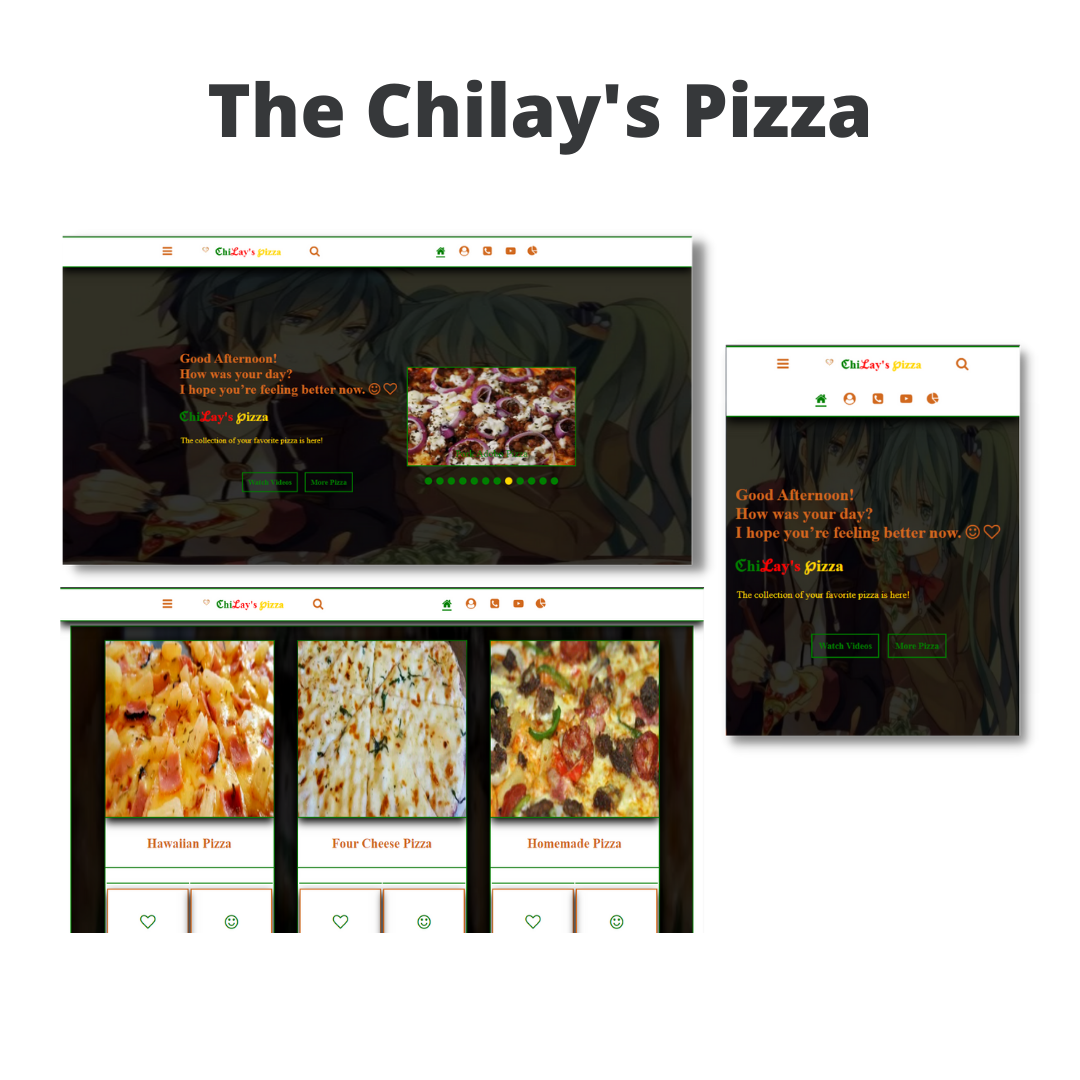 The Chilay's Pizza
ChiLay's Pizza
Good Afternoon!
How was your day?
I hope you're feeling better now.
ChiLay's Pizza
The collection of your favorite pizza is here!
Watch Videos
More Pizza
ChiLay's Pizza
Good Afternoon!
How was your day?
I hope you're feeling better now.
ChiLay's Pizza
The collection of your favorite pizza is here!
Watch Videos
More Pizza
ChiLay's Pizza
Hawaiian Pizza
Four Cheese Pizza
Homemade Pizza